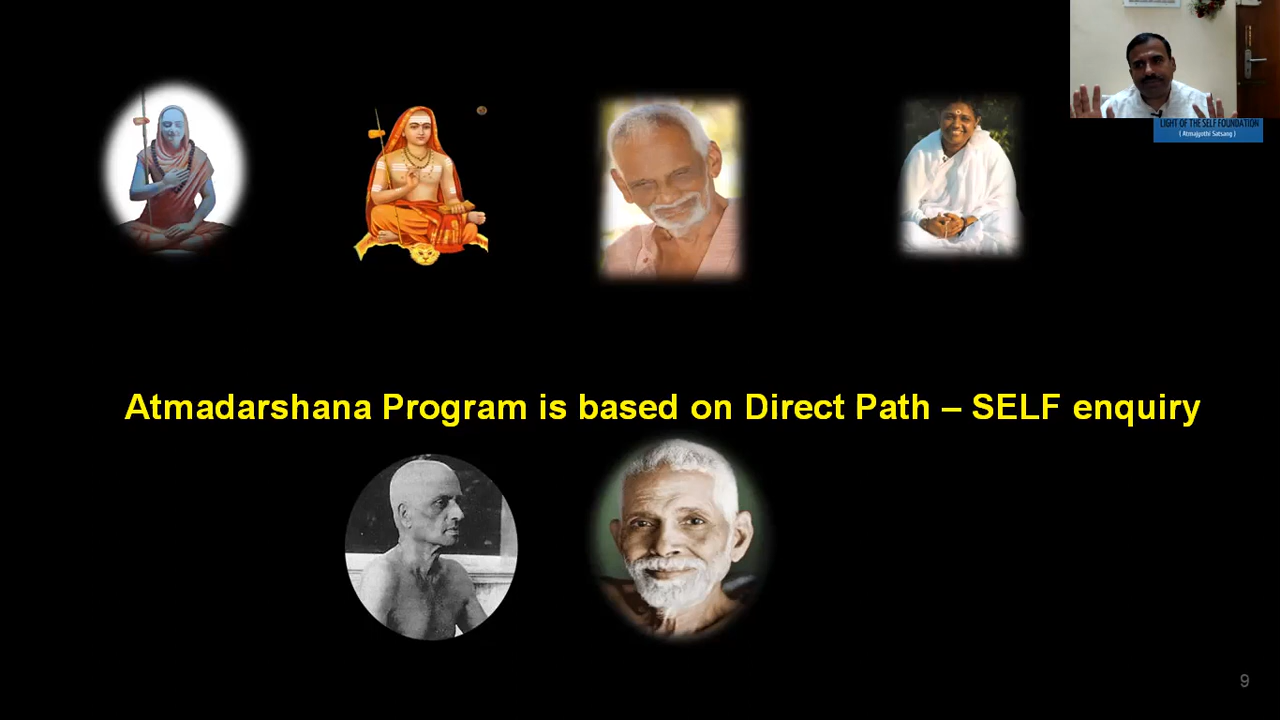 LIGHT OF THE SELF FOUNDATION
( Atmajyothi Satsang )
Atmadarshana Program is based on Direct Path – SELF enquiry
9